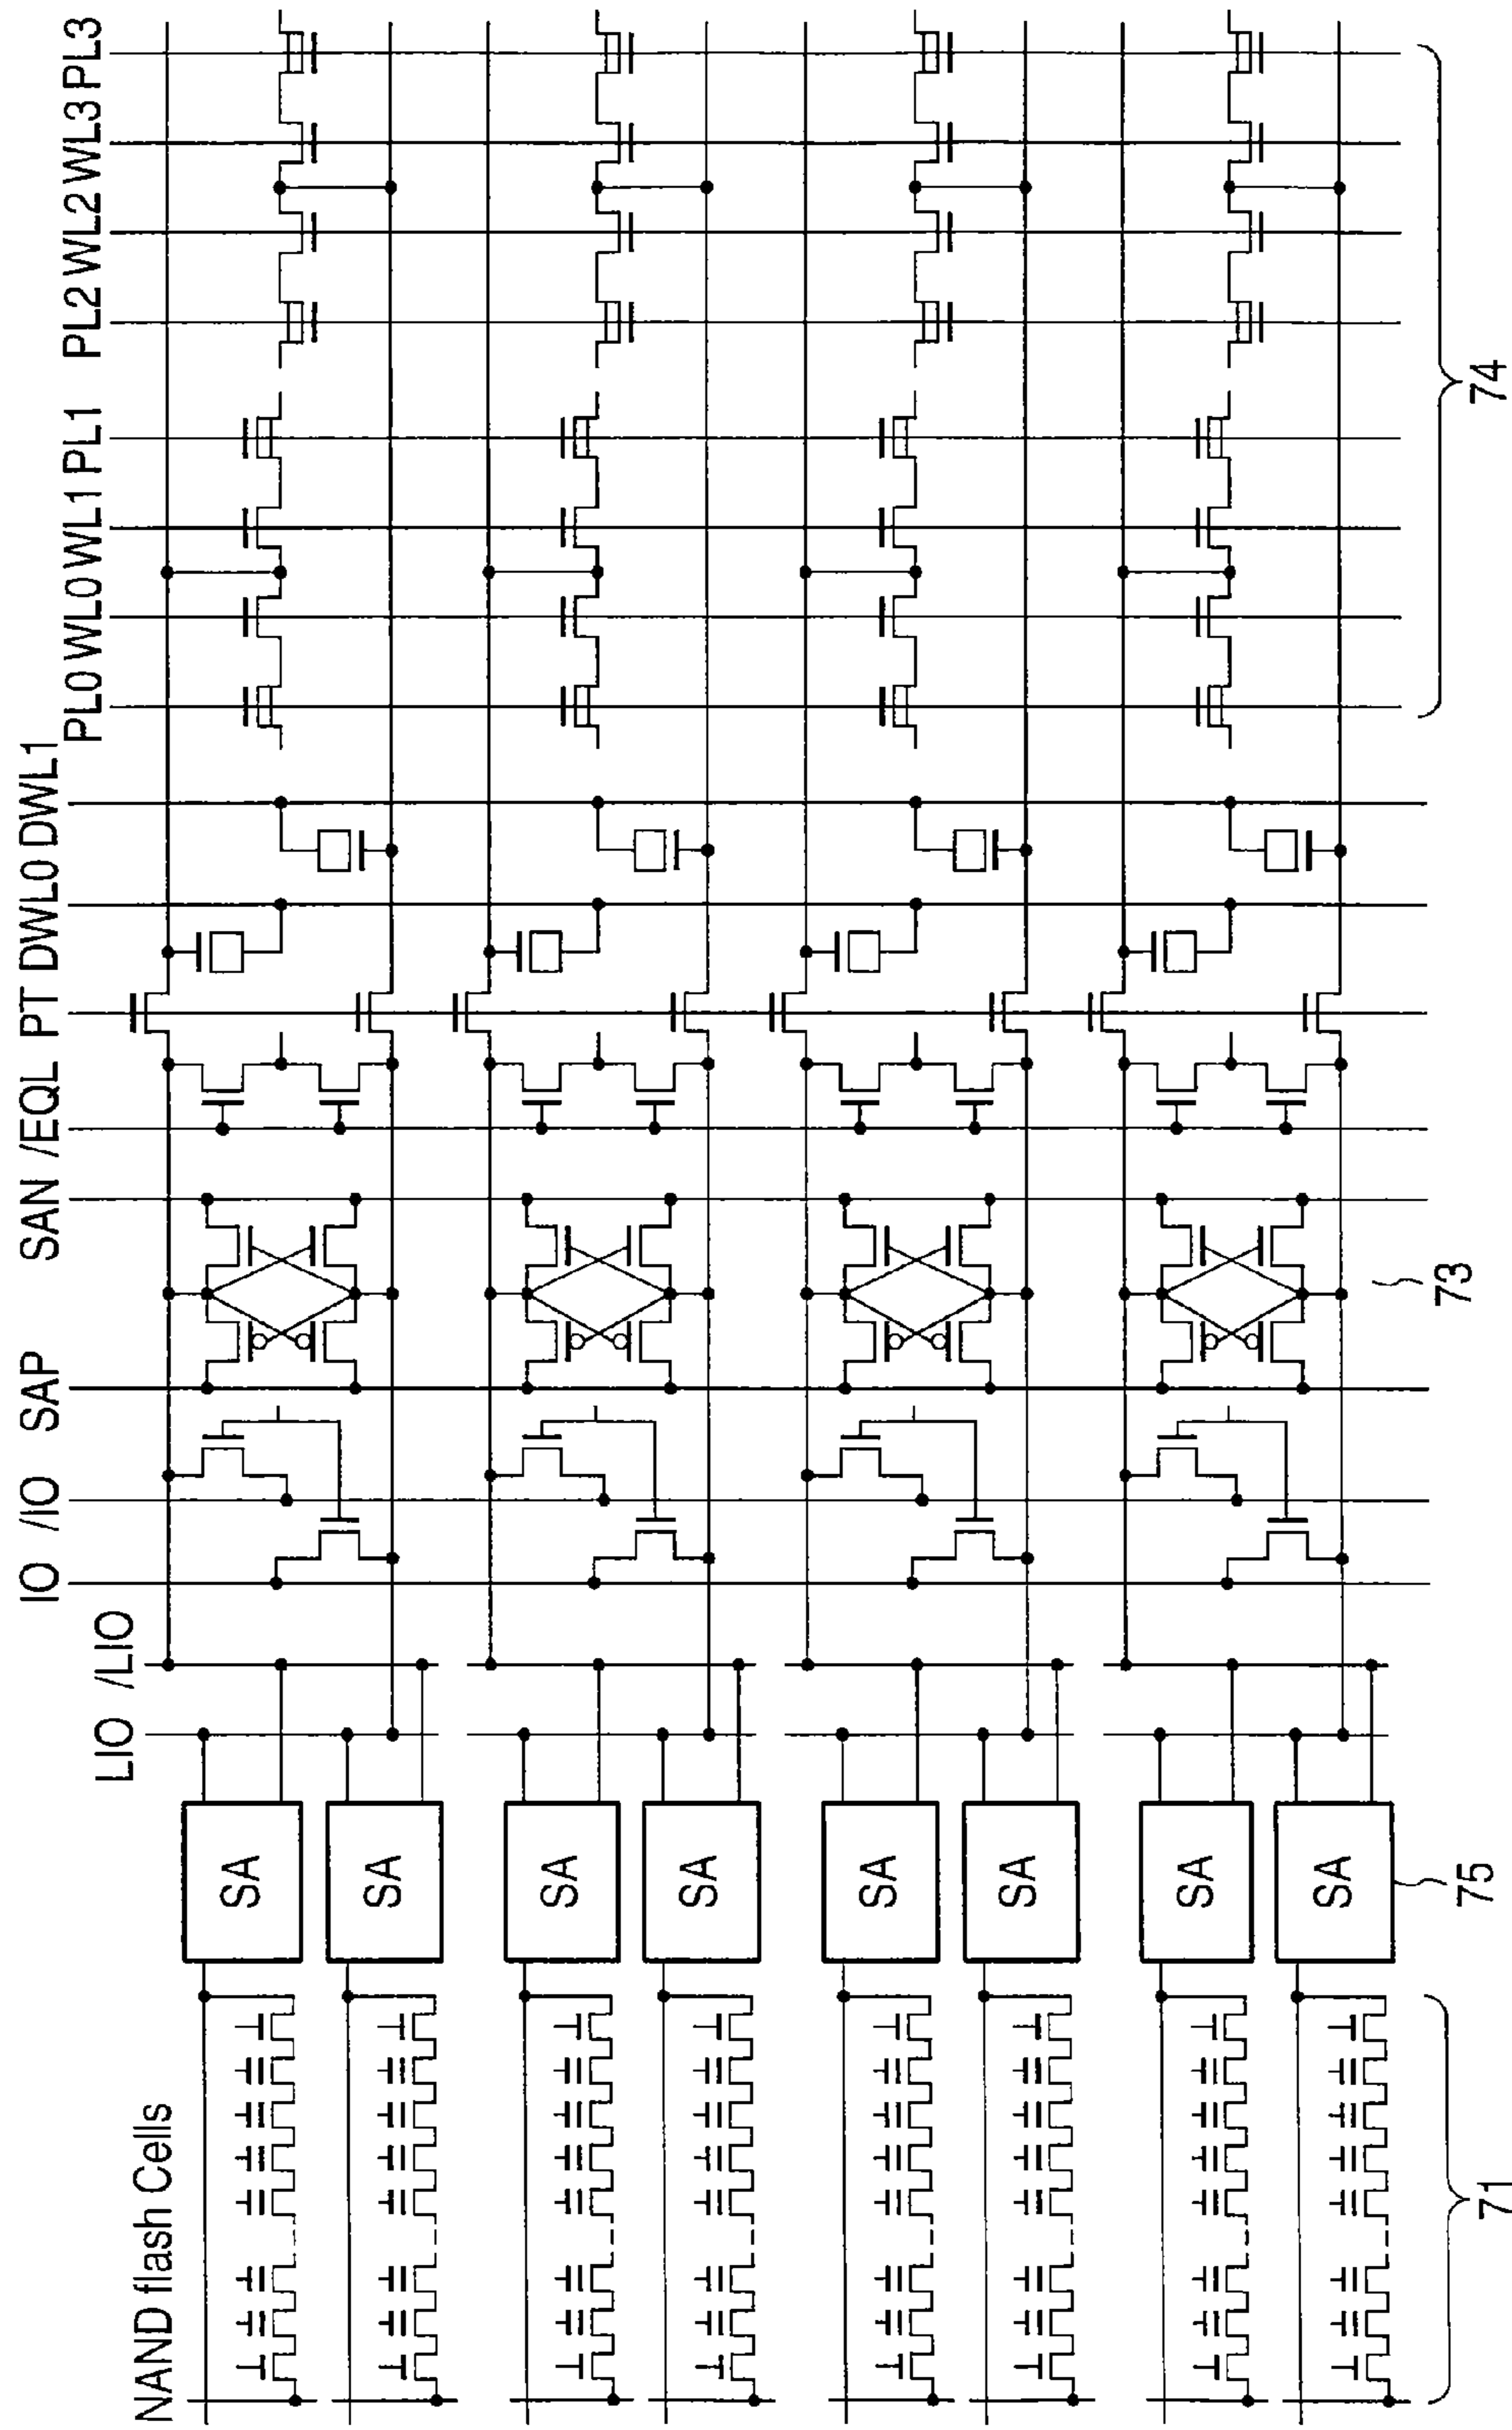 NAND flash Cells
LIO /LIO
IO /IO SAP SAN /EQL PT DWL0 DWL1
PL0 WL0 WL1 PL1 PL2 WL2 WL3 PL3
SA
SA
SA
SA
SA
SA
SA
SA
71
75
73
74